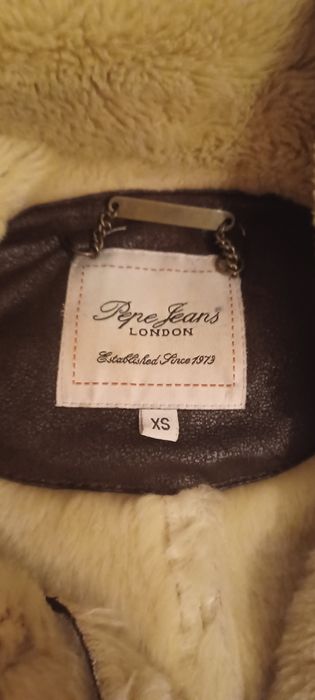 Pepe Jeans
LONDON
Established Since 1973
XS